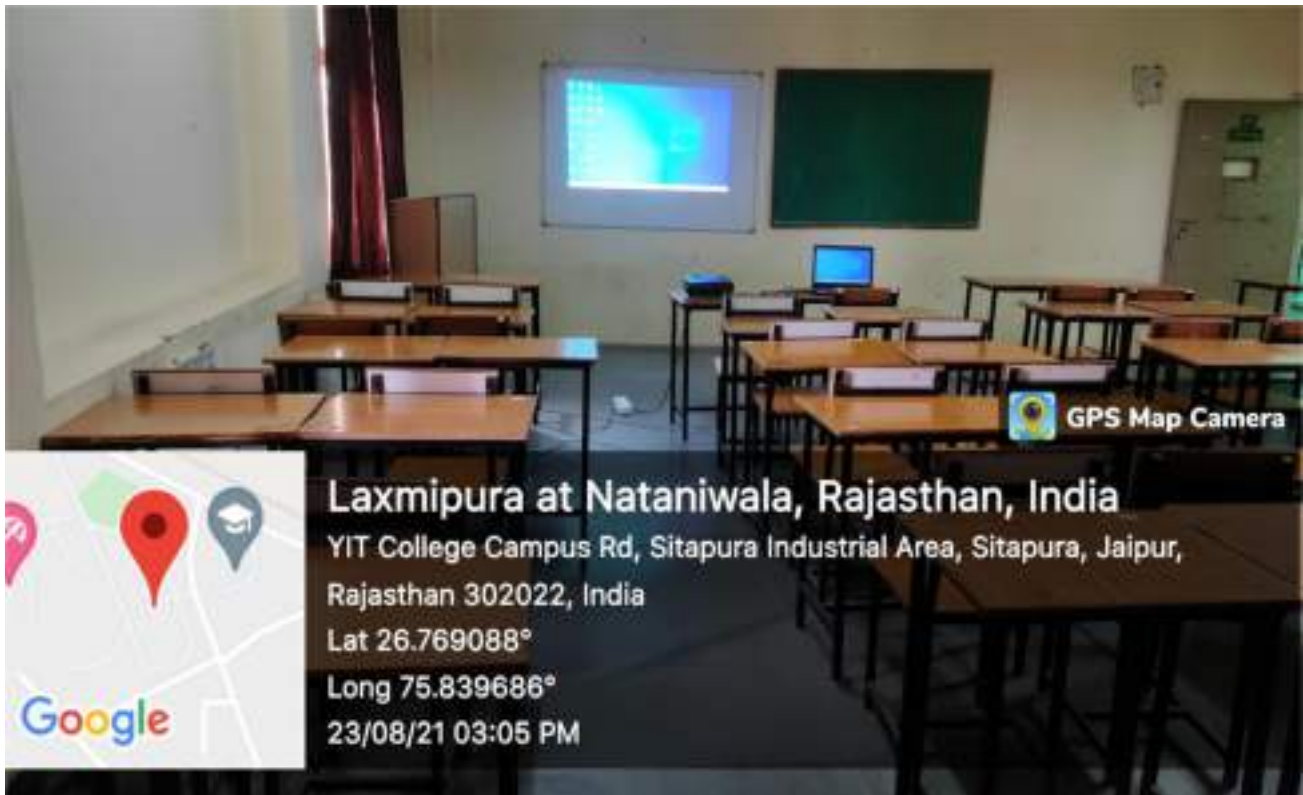 GPS Map Camera
Laxmipura at Nataniwala, Rajasthan, India
YIT College Campus Rd, Sitapura Industrial Area, Sitapura, Jaipur,
Rajasthan 302022, India
Lat 26.769088°
Long 75.839686°
23/08/21 03:05 PM
Google